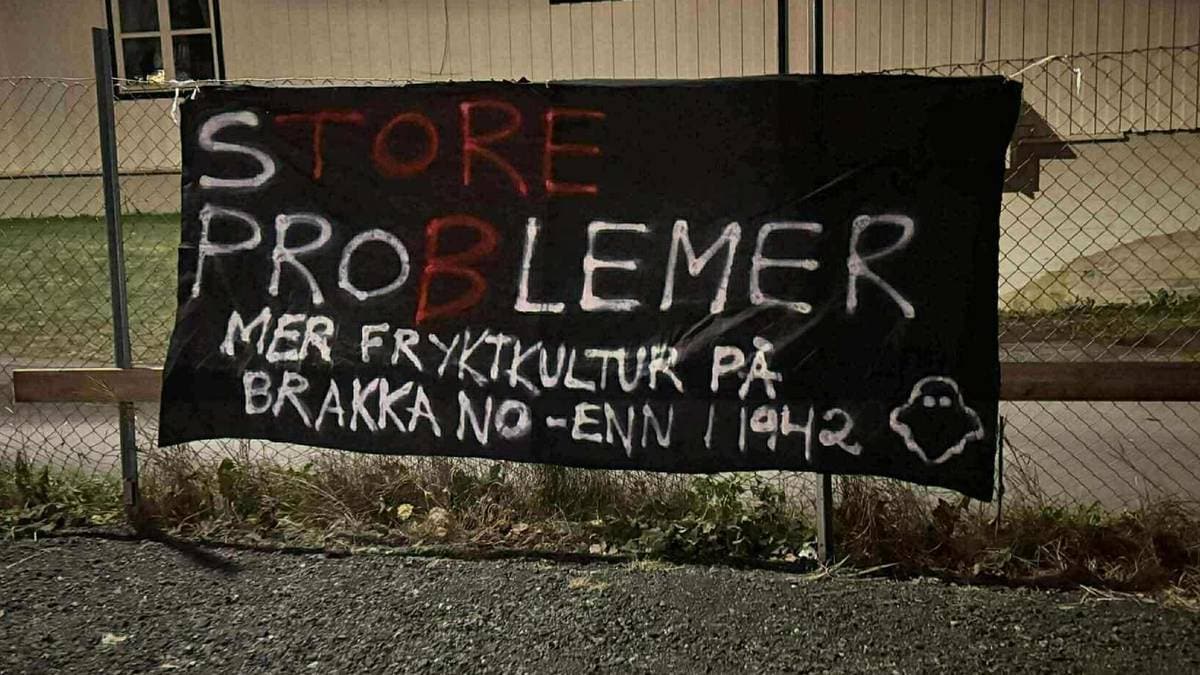 STORE
PROBLEMER
MER FRYKTKULTUR PÅ
BRAKKA NO-ENN I 1942